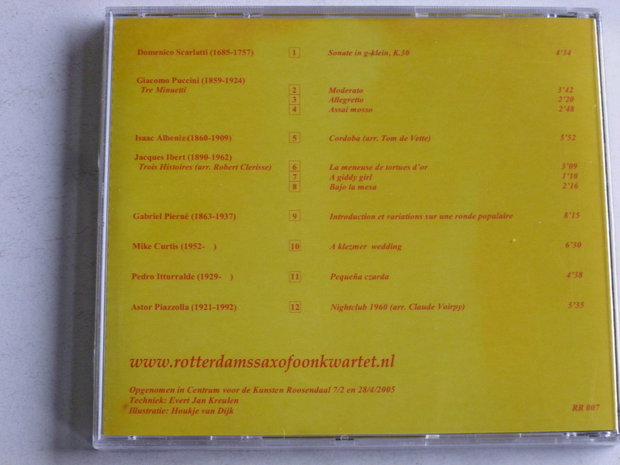 Domenico Scarlatti (1685-1757) 1 Sonate in g-klein, K.30 4'34
Giacomo Puccini (1859-1924)
Tre Minuetti 2 Moderato 3'42
3 Allegretto 2'20
4 Assai mosso 2'48
Isaac Albeniz(1860-1909) 5 Cordoba (arr. Tom de Vette) 5'52
Jacques Ibert (1890-1962)
Trois Histoires (arr. Robert Clerisse) 6 La meneuse de tortues d'or 3'09
7 A giddy girl 1'10
8 Bajo la mesa 2'16
Gabriel Pierné (1863-1937) 9 Introduction et variations sur une ronde populaire 8'15
Mike Curtis (1952- ) 10 A klezmer wedding 6'30
Pedro Itturralde (1929- ) 11 Pequeña czarda 4'38
Astor Piazzolla (1921-1992) 12 Nightclub 1960 (arr. Claude Voirpy) 5'35
www.rotterdamssaxofoonkwartet.nl
Opgenomen in Centrum voor de Kunsten Roosendaal 7/2 en 28/4/2005
Techniek: Evert Jan Kreulen
Illustratie: Houkje van Dijk RR 007